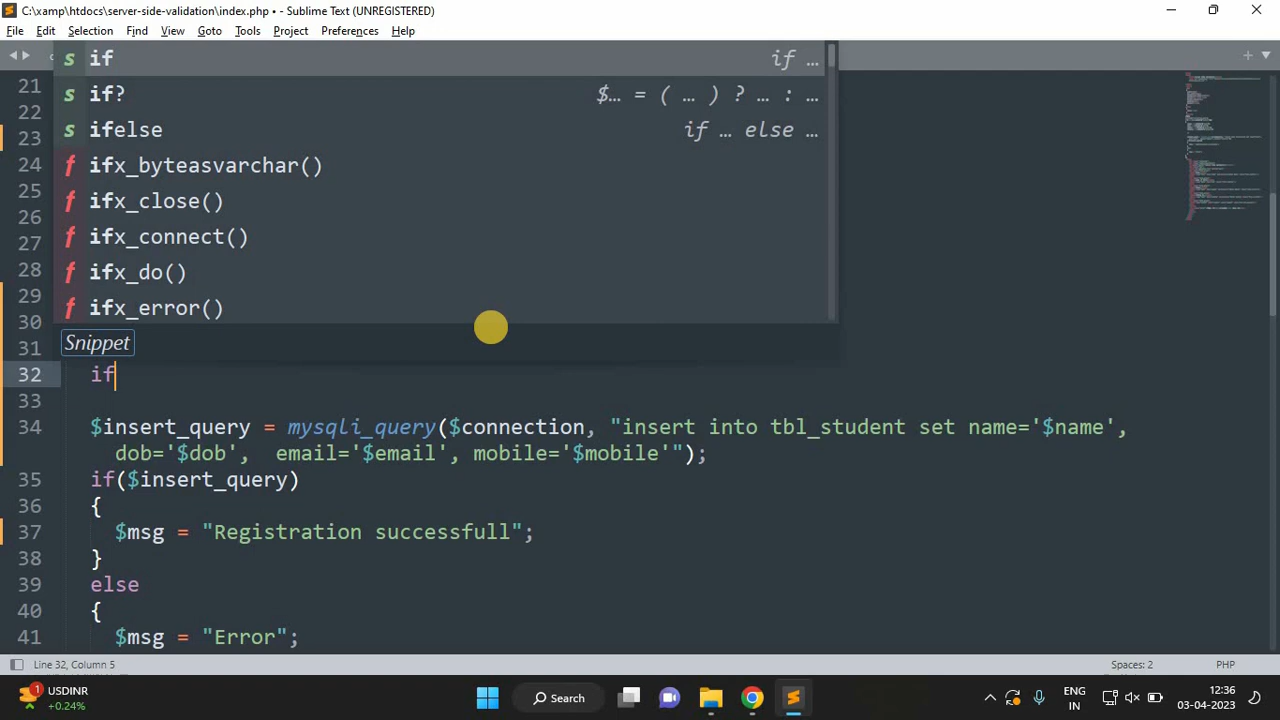 C:\xamp\htdocs\server-side-validation\index.php • - Sublime Text (UNREGISTERED)
File Edit Selection Find View Goto Tools Project Preferences Help
s if if …
s if? $… = ( … ) ? … : …
s ifelse if … else …
f ifx_byteasvarchar()
f ifx_close()
f ifx_connect()
f ifx_do()
f ifx_error()
Snippet
21
22
23
24
25
26
27
28
29
30
31
32 if
33
34 $insert_query = mysqli_query($connection, "insert into tbl_student set name='$name',
dob='$dob',  email='$email', mobile='$mobile'");
35 if($insert_query)
36 {
37 $msg = "Registration successfull";
38 }
39 else
40 {
41 $msg = "Error";
Line 32, Column 5 Spaces: 2 PHP
1 USDINR
+0.24%
Search
ENG
IN
12:36
03-04-2023